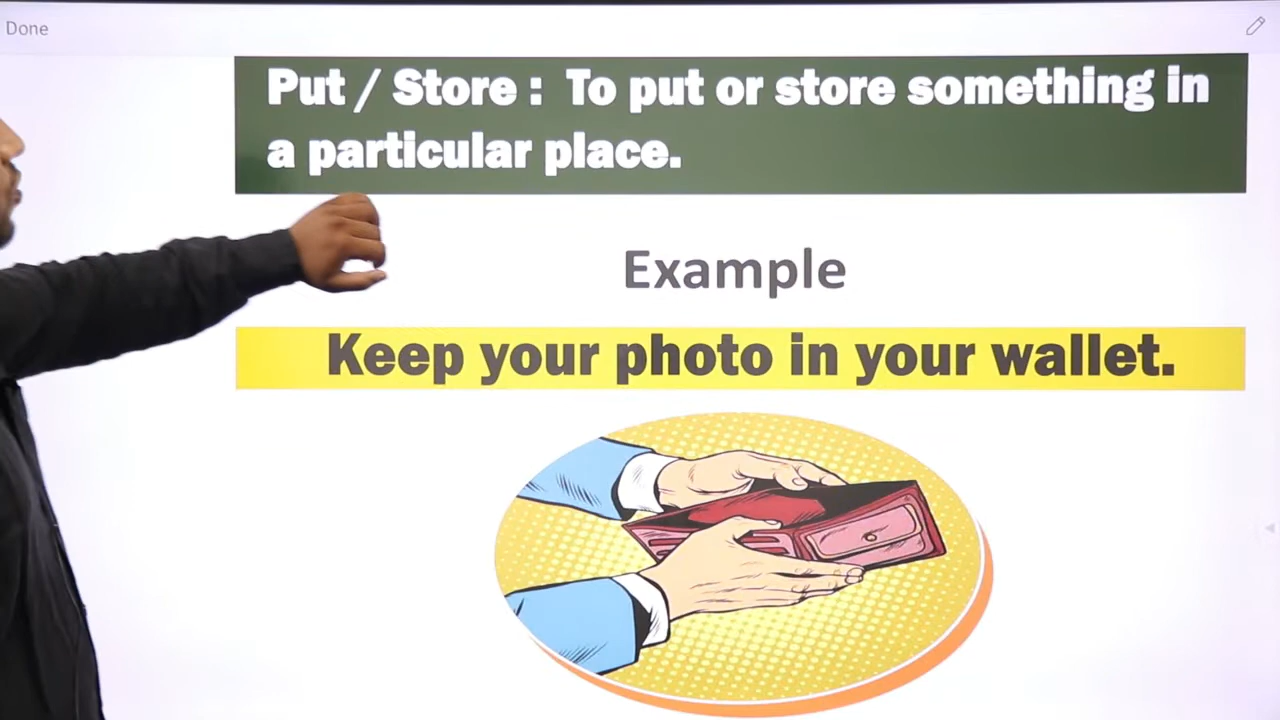 Done
Put / Store : To put or store something in
a particular place.
Example
Keep your photo in your wallet.